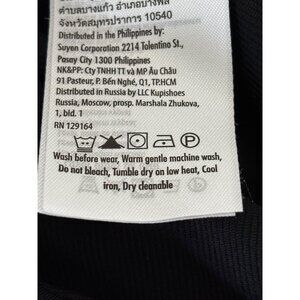 ตำบลบางแก้ว อำเภอบางพลี
จังหวัดสมุทรปราการ 10540
Distributed in the Philippines by:
Suyen Corporation 2214 Tolentino St.,
Pasay City 1300 Philippines
NK&PP: Cty TNHH TT và MP Âu Châu
91 Pasteur, P. Bến Nghé, Q1, TP.HCM
Distributed in Russia by LLC Kupishoes
Russia, Moscow, prosp. Marshala Zhukova,
1, bld. 1
RN 129164
Wash before wear, Warm gentle machine wash,
Do not bleach, Tumble dry on low heat, Cool
iron, Dry cleanable